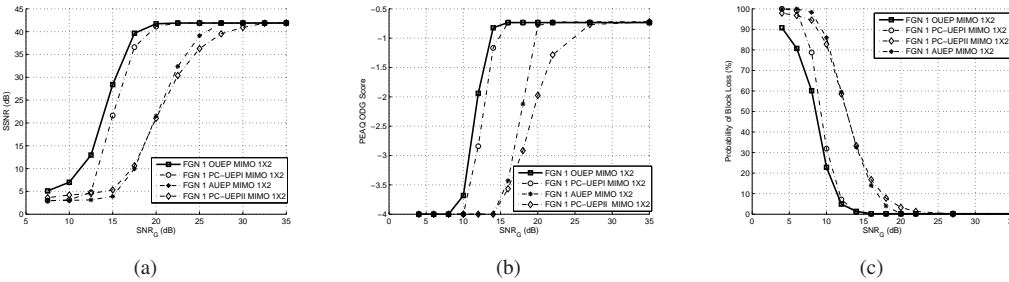 45
40
35
30
25
20
15
10
5
0
SSNR (dB)
FGN 1 OUEP MIMO 1X2
FGN 1 PC−UEPI MIMO 1X2
FGN 1 AUEP MIMO 1X2
FGN 1 PC−UEPII MIMO 1X2
10 15 20 25 30 35
SNR_G (dB)
(a)
−0.5
−1
−1.5
−2
−2.5
−3
−3.5
−4
PEAQ ODG Score
FGN 1 OUEP MIMO 1X2
FGN 1 PC−UEPI MIMO 1X2
FGN 1 AUEP MIMO 1X2
FGN 1 PC−UEPII MIMO 1X2
5 10 15 20 25 30 35
SNR_G (dB)
(b)
100
90
80
70
60
50
40
30
20
10
0
Probability of Block Loss (%)
FGN 1 OUEP MIMO 1X2
FGN 1 PC−UEPI MIMO 1X2
FGN 1 PC−UEPII MIMO 1X2
FGN 1 AUEP MIMO 1X2
5 10 15 20 25 30 35
SNR_G (dB)
(c)